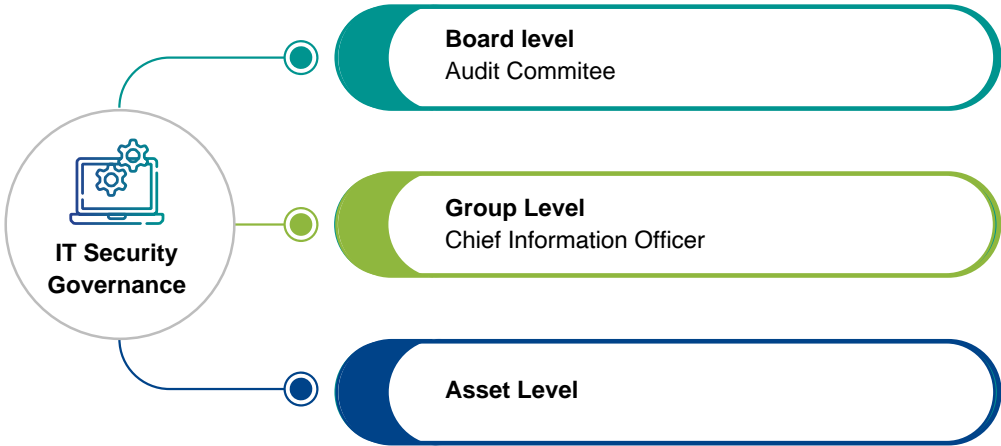 Board level
Audit Commitee
IT Security
Governance
Group Level
Chief Information Officer
Asset Level